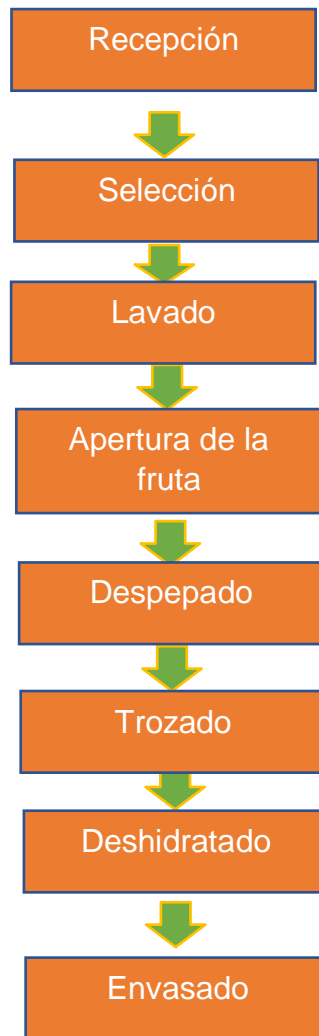 Recepción
Selección
Lavado
Apertura de la
fruta
Despepado
Trozado
Deshidratado
Envasado